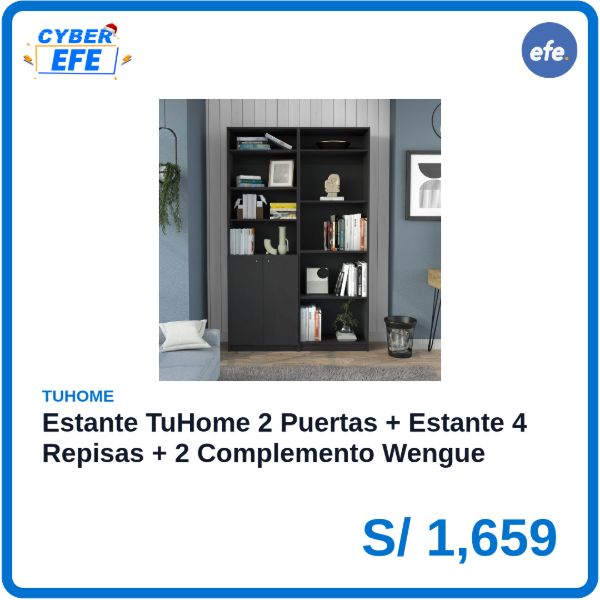 CYBER
EFE
efe.
TUHOME
Estante TuHome 2 Puertas + Estante 4
Repisas + 2 Complemento Wengue
S/ 1,659